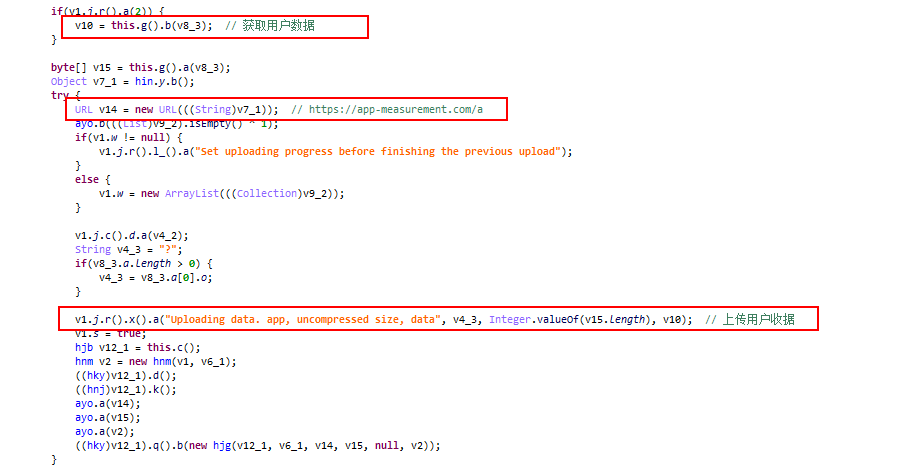 if(v1.j.r().a(2)) {
v10 = this.g().b(v8_3);  // 获取用户数据
}
byte[] v15 = this.g().a(v8_3);
Object v7_1 = hin.y.b();
try {
URL v14 = new URL(((String)v7_1));  // https://app-measurement.com/a
ayo.b(((List)v9_2).isEmpty() ^ 1);
if(v1.w != null) {
v1.j.r().l_().a("Set uploading progress before finishing the previous upload");
}
else {
v1.w = new ArrayList(((Collection)v9_2));
}
v1.j.c().d.a(v4_2);
String v4_3 = "?";
if(v8_3.a.length > 0) {
v4_3 = v8_3.a[0].o;
}
v1.j.r().x().a("Uploading data. app, uncompressed size, data", v4_3, Integer.valueOf(v15.length), v10);  // 上传用户收据
v1.s = true;
hjb v12_1 = this.c();
hnm v2 = new hnm(v1, v6_1);
((hky)v12_1).d();
((hnj)v12_1).k();
ayo.a(v14);
ayo.a(v15);
ayo.a(v2);
((hky)v12_1).q().b(new hjg(v12_1, v6_1, v14, v15, null, v2));
}